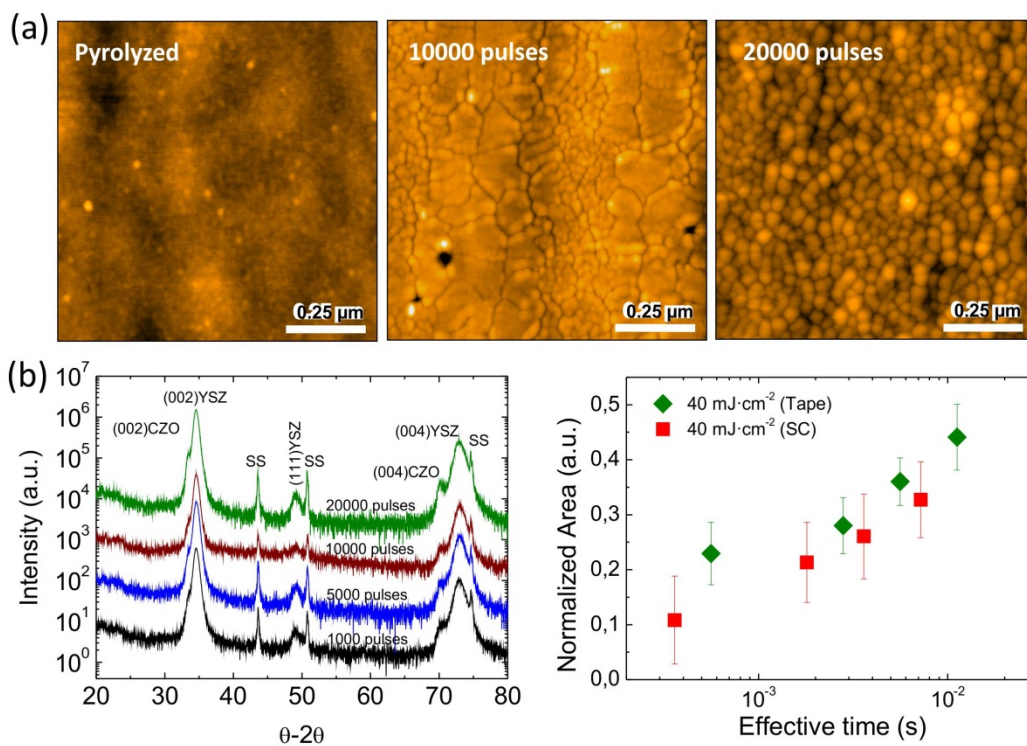 (a)
Pyrolyzed
10000 pulses
20000 pulses
0.25 µm
0.25 µm
0.25 µm
(b)
10⁷
10⁶
10⁵
10⁴
10³
10²
10¹
10⁰
Intensity (a.u.)
(002)YSZ
(002)CZO
SS
(111)YSZ
SS
(004)YSZ
(004)CZO
SS
20000 pulses
10000 pulses
5000 pulses
1000 pulses
20 30 40 50 60 70 80
θ-2θ
0,5
0,4
0,3
0,2
0,1
0,0
Normalized Area (a.u.)
40 mJ·cm⁻² (Tape)
40 mJ·cm⁻² (SC)
10⁻³ 10⁻²
Effective time (s)